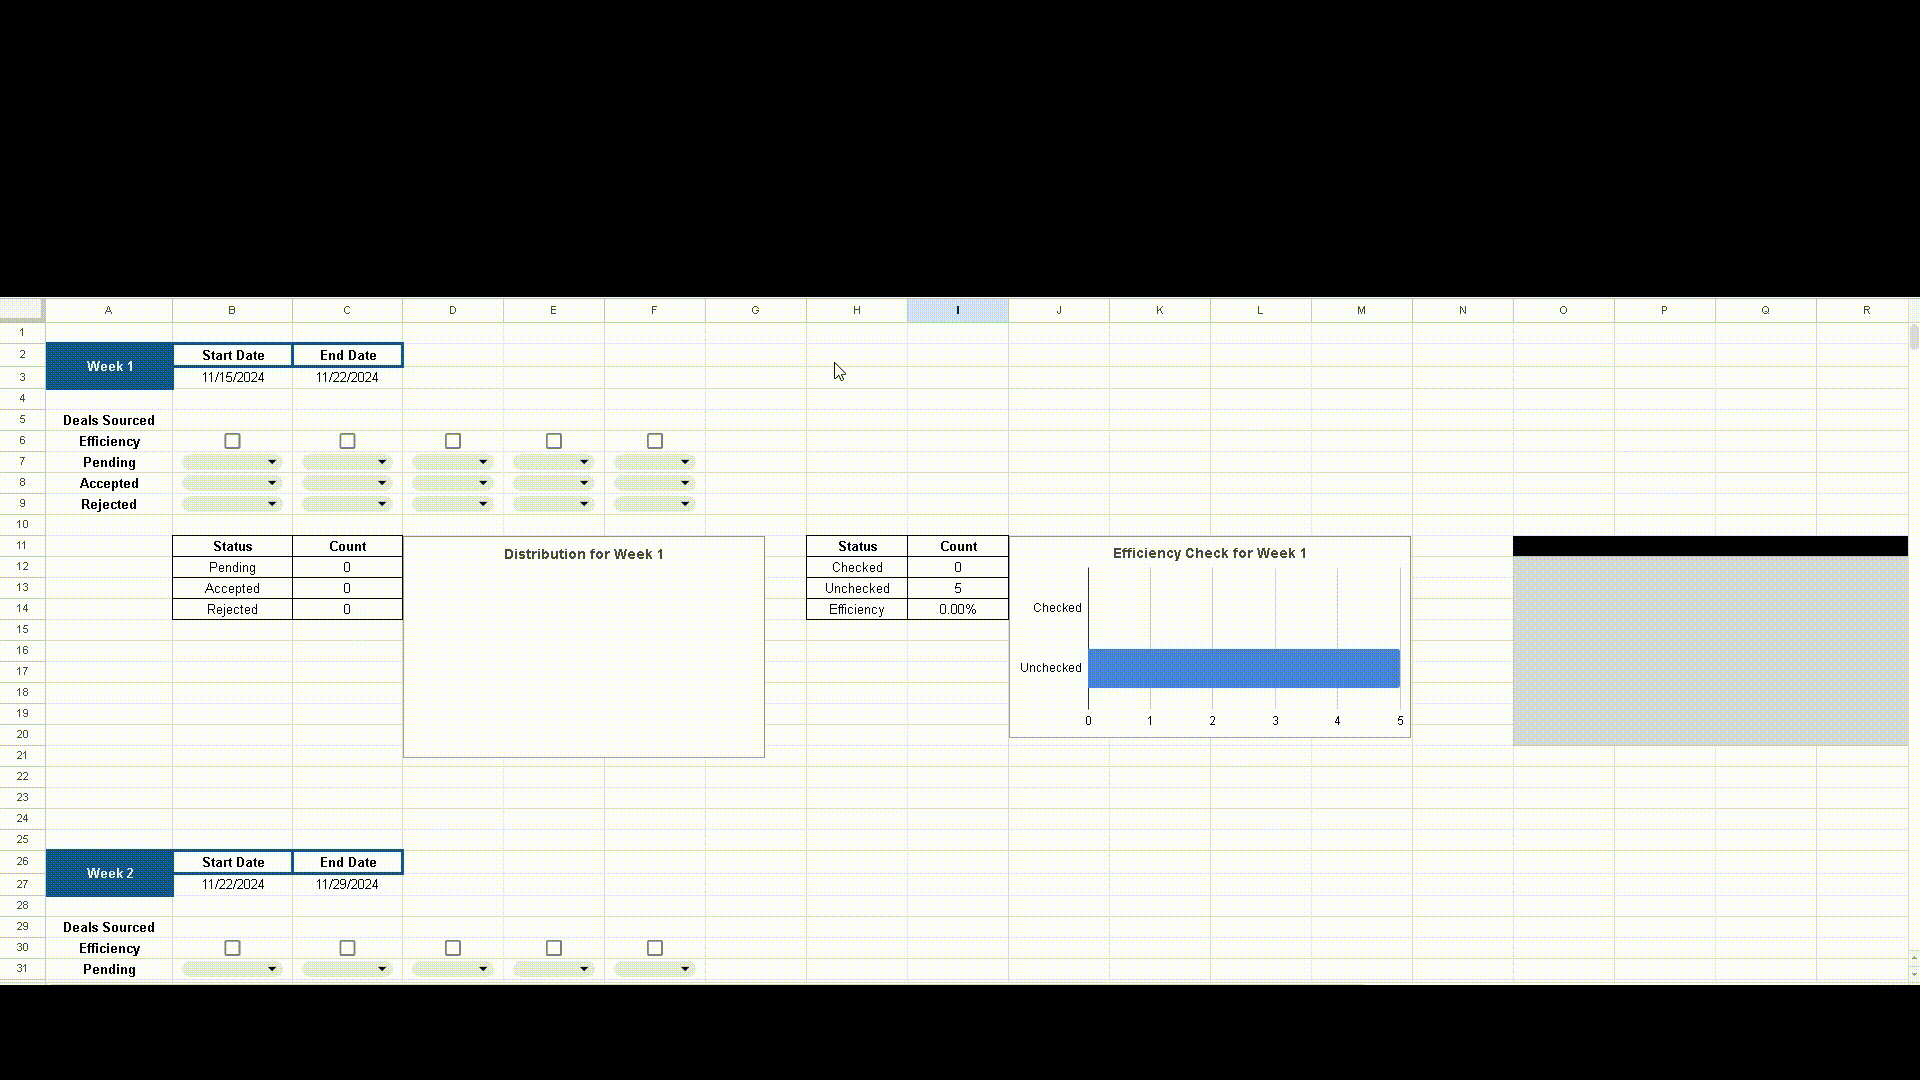 A B C D E F G H I J K L M N O P Q R
1
2 Start Date End Date
Week 1
3 11/15/2024 11/22/2024
4
5 Deals Sourced
6 Efficiency
7 Pending
8 Accepted
9 Rejected
10
11 Status Count Distribution for Week 1 Status Count Efficiency Check for Week 1
12 Pending 0 Checked 0
13 Accepted 0 Unchecked 5
14 Rejected 0 Efficiency 0.00% Checked
15
16
17 Unchecked
18
19
20 0 1 2 3 4 5
21
22
23
24
25
26 Start Date End Date
Week 2
27 11/22/2024 11/29/2024
28
29 Deals Sourced
30 Efficiency
31 Pending